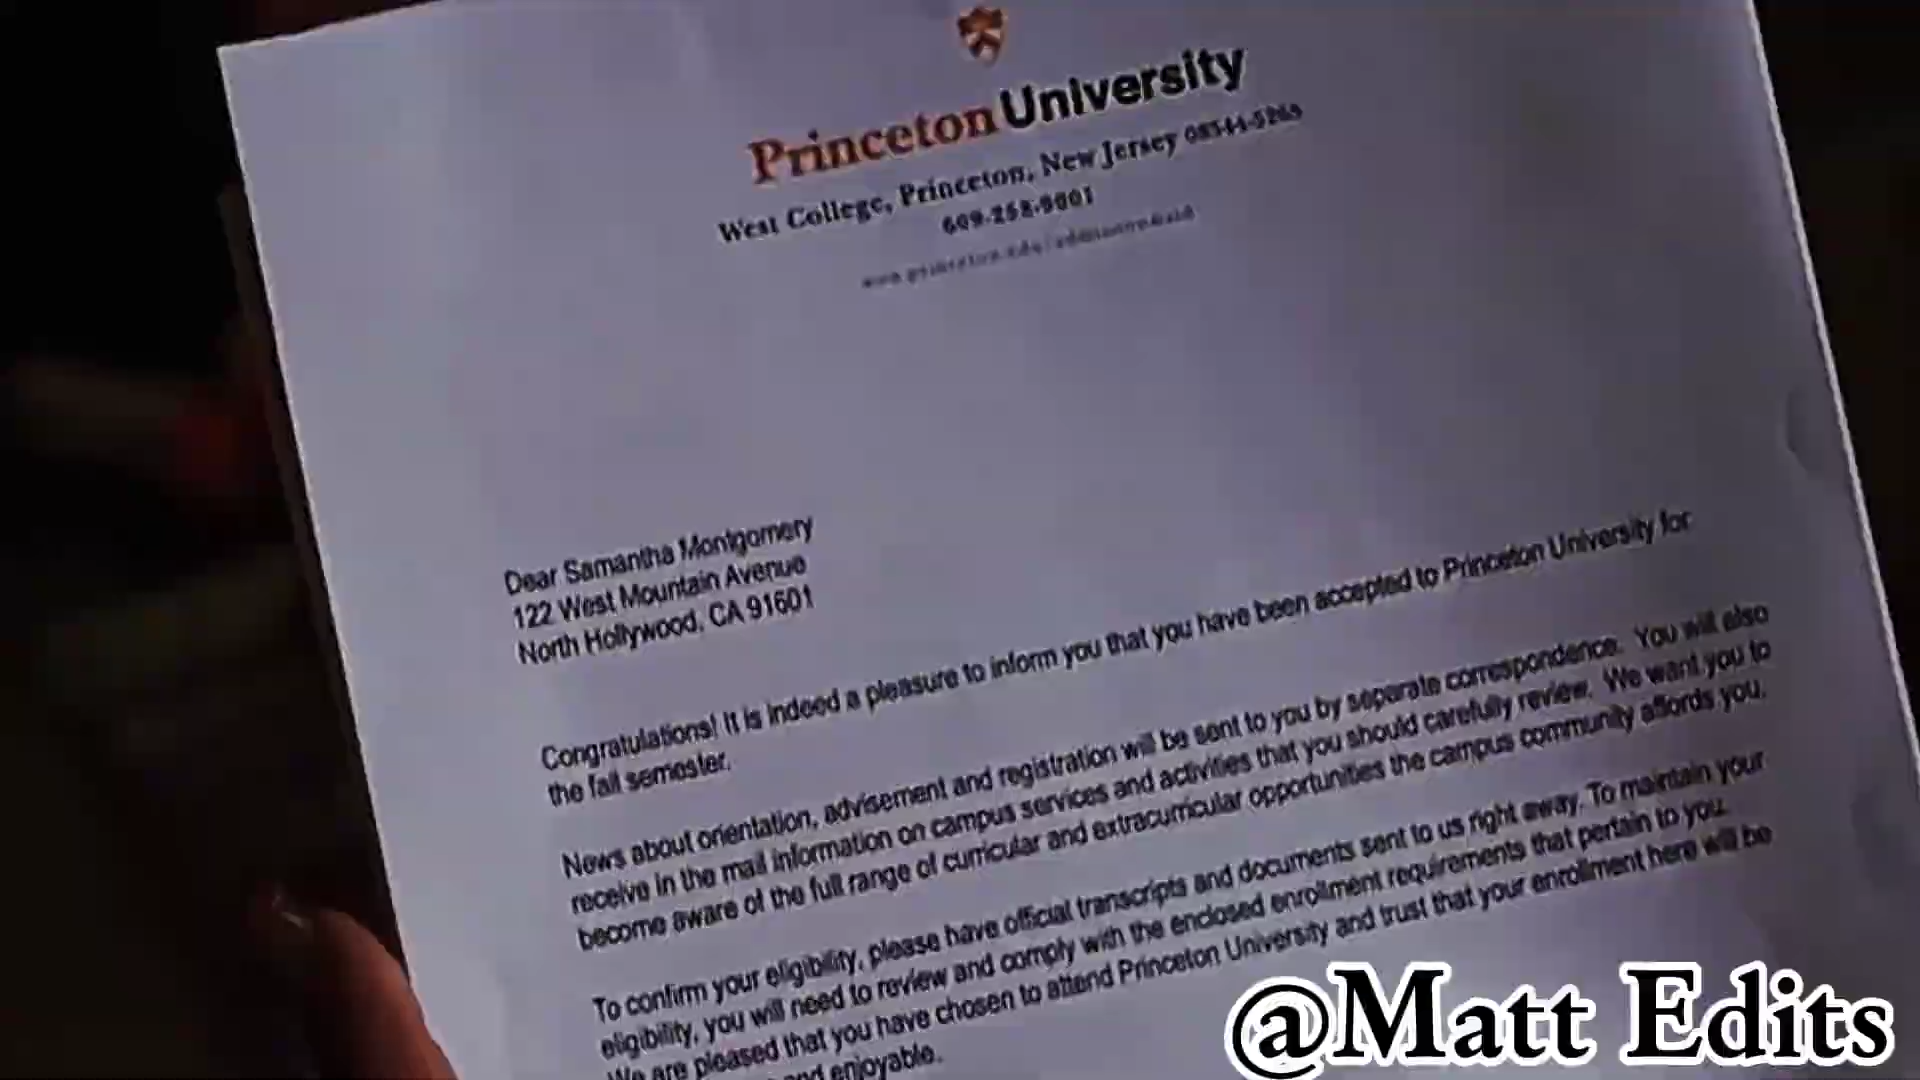 Princeton University
West College, Princeton, New Jersey 08544-5265
609-258-9001
Dear Samantha Montgomery
122 West Mountain Avenue
North Hollywood, CA 91601
Congratulations! It is indeed a pleasure to inform you that you have been accepted to Princeton University for
the fall semester.
News about orientation, advisement and registration will be sent to you by separate correspondence. You will also
receive in the mail information on campus services and activities that you should carefully review. We want you to
become aware of the full range of curricular and extracurricular opportunities the campus community affords you.
To confirm your eligibility, please have official transcripts and documents sent to us right away. To maintain your
eligibility, you will need to review and comply with the enclosed enrollment requirements that pertain to you.
We are pleased that you have chosen to attend Princeton University and trust that your enrollment here will be
and enjoyable.
@Matt Edits